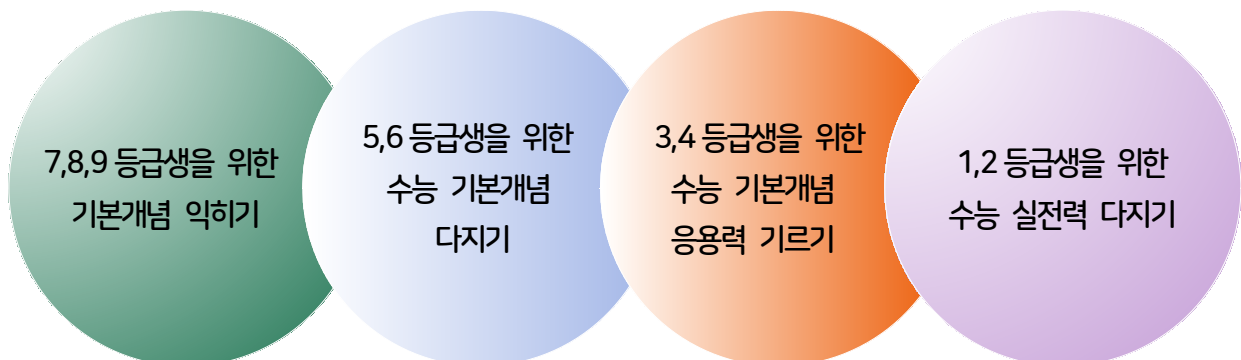 7,8,9 등급생을 위한
기본개념 익히기
5,6 등급생을 위한
수능 기본개념
다지기
3,4 등급생을 위한
수능 기본개념
응용력 기르기
1,2 등급생을 위한
수능 실전력 다지기